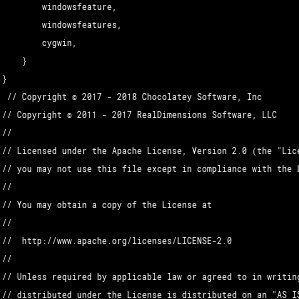 windowsfeature,
windowsfeatures,
cygwin,
}
}
// Copyright © 2017 - 2018 Chocolatey Software, Inc
// Copyright © 2011 - 2017 RealDimensions Software, LLC
//
// Licensed under the Apache License, Version 2.0 (the "Lice
// you may not use this file except in compliance with the L
//
// You may obtain a copy of the License at
//
//  http://www.apache.org/licenses/LICENSE-2.0
//
// Unless required by applicable law or agreed to in writing
// distributed under the License is distributed on an "AS IS